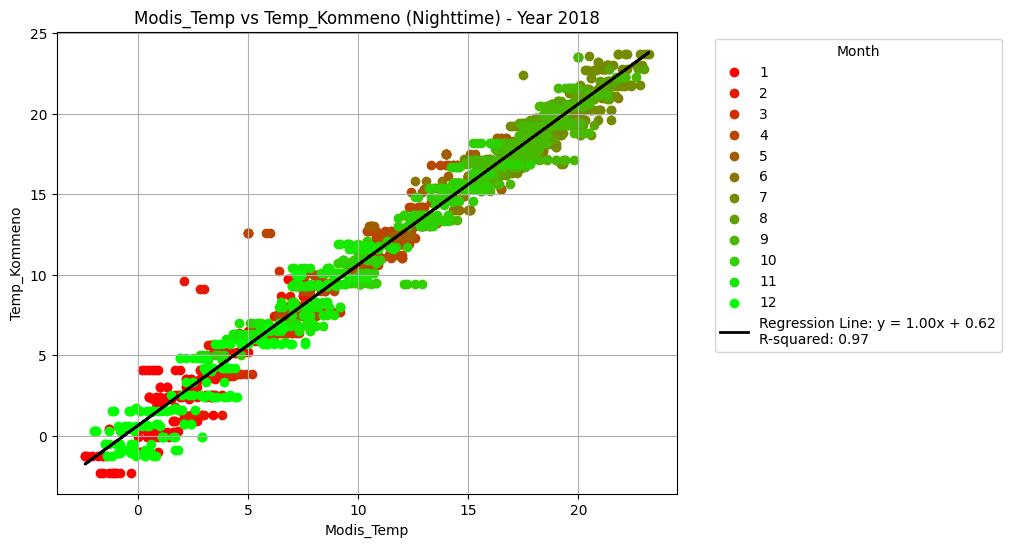 Modis_Temp vs Temp_Kommeno (Nighttime) - Year 2018
25
20
15
10
5
0
Temp_Kommeno
0 5 10 15 20
Modis_Temp
Month
1
2
3
4
5
6
7
8
9
10
11
12
Regression Line: y = 1.00x + 0.62
R-squared: 0.97